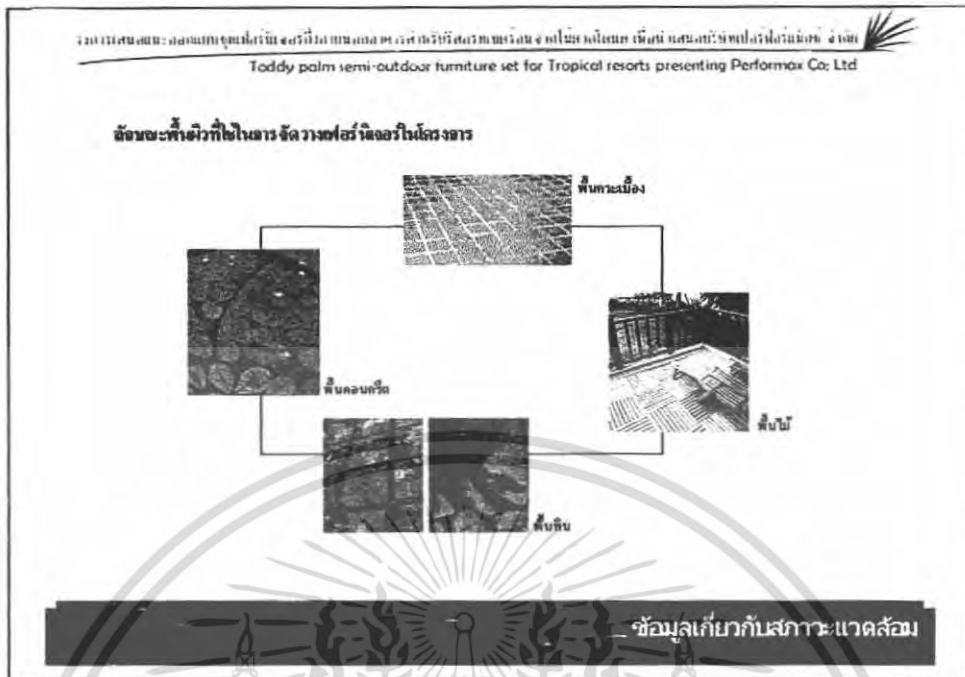 Toddy palm semi-outdoor furniture set for Tropical resorts presenting Performax Co; Ltd
ลักษณะพื้นผิวที่ใช้ในการจัดวางเฟอร์นิเจอร์ในโครงการ
พื้นกระเบื้อง
พื้นคอนกรีต
พื้นไม้
พื้นหิน
ข้อมูลเกี่ยวกับสภาวะแวดล้อม